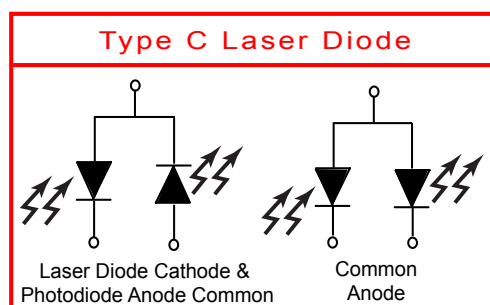 Type C Laser Diode
Laser Diode Cathode &
Photodiode Anode Common
Common
Anode